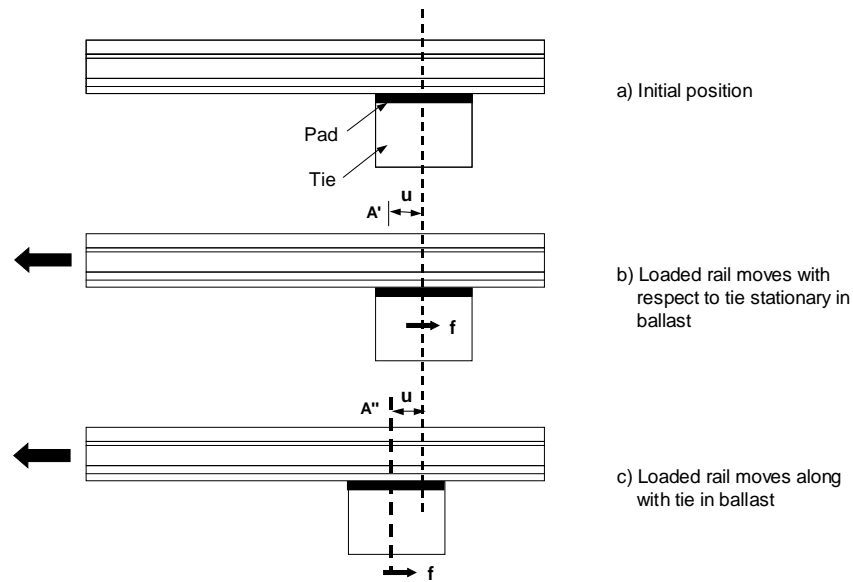 a) Initial position
Pad
Tie
u
A'
b) Loaded rail moves with
respect to tie stationary in
ballast
f
u
A"
c) Loaded rail moves along
with tie in ballast
f